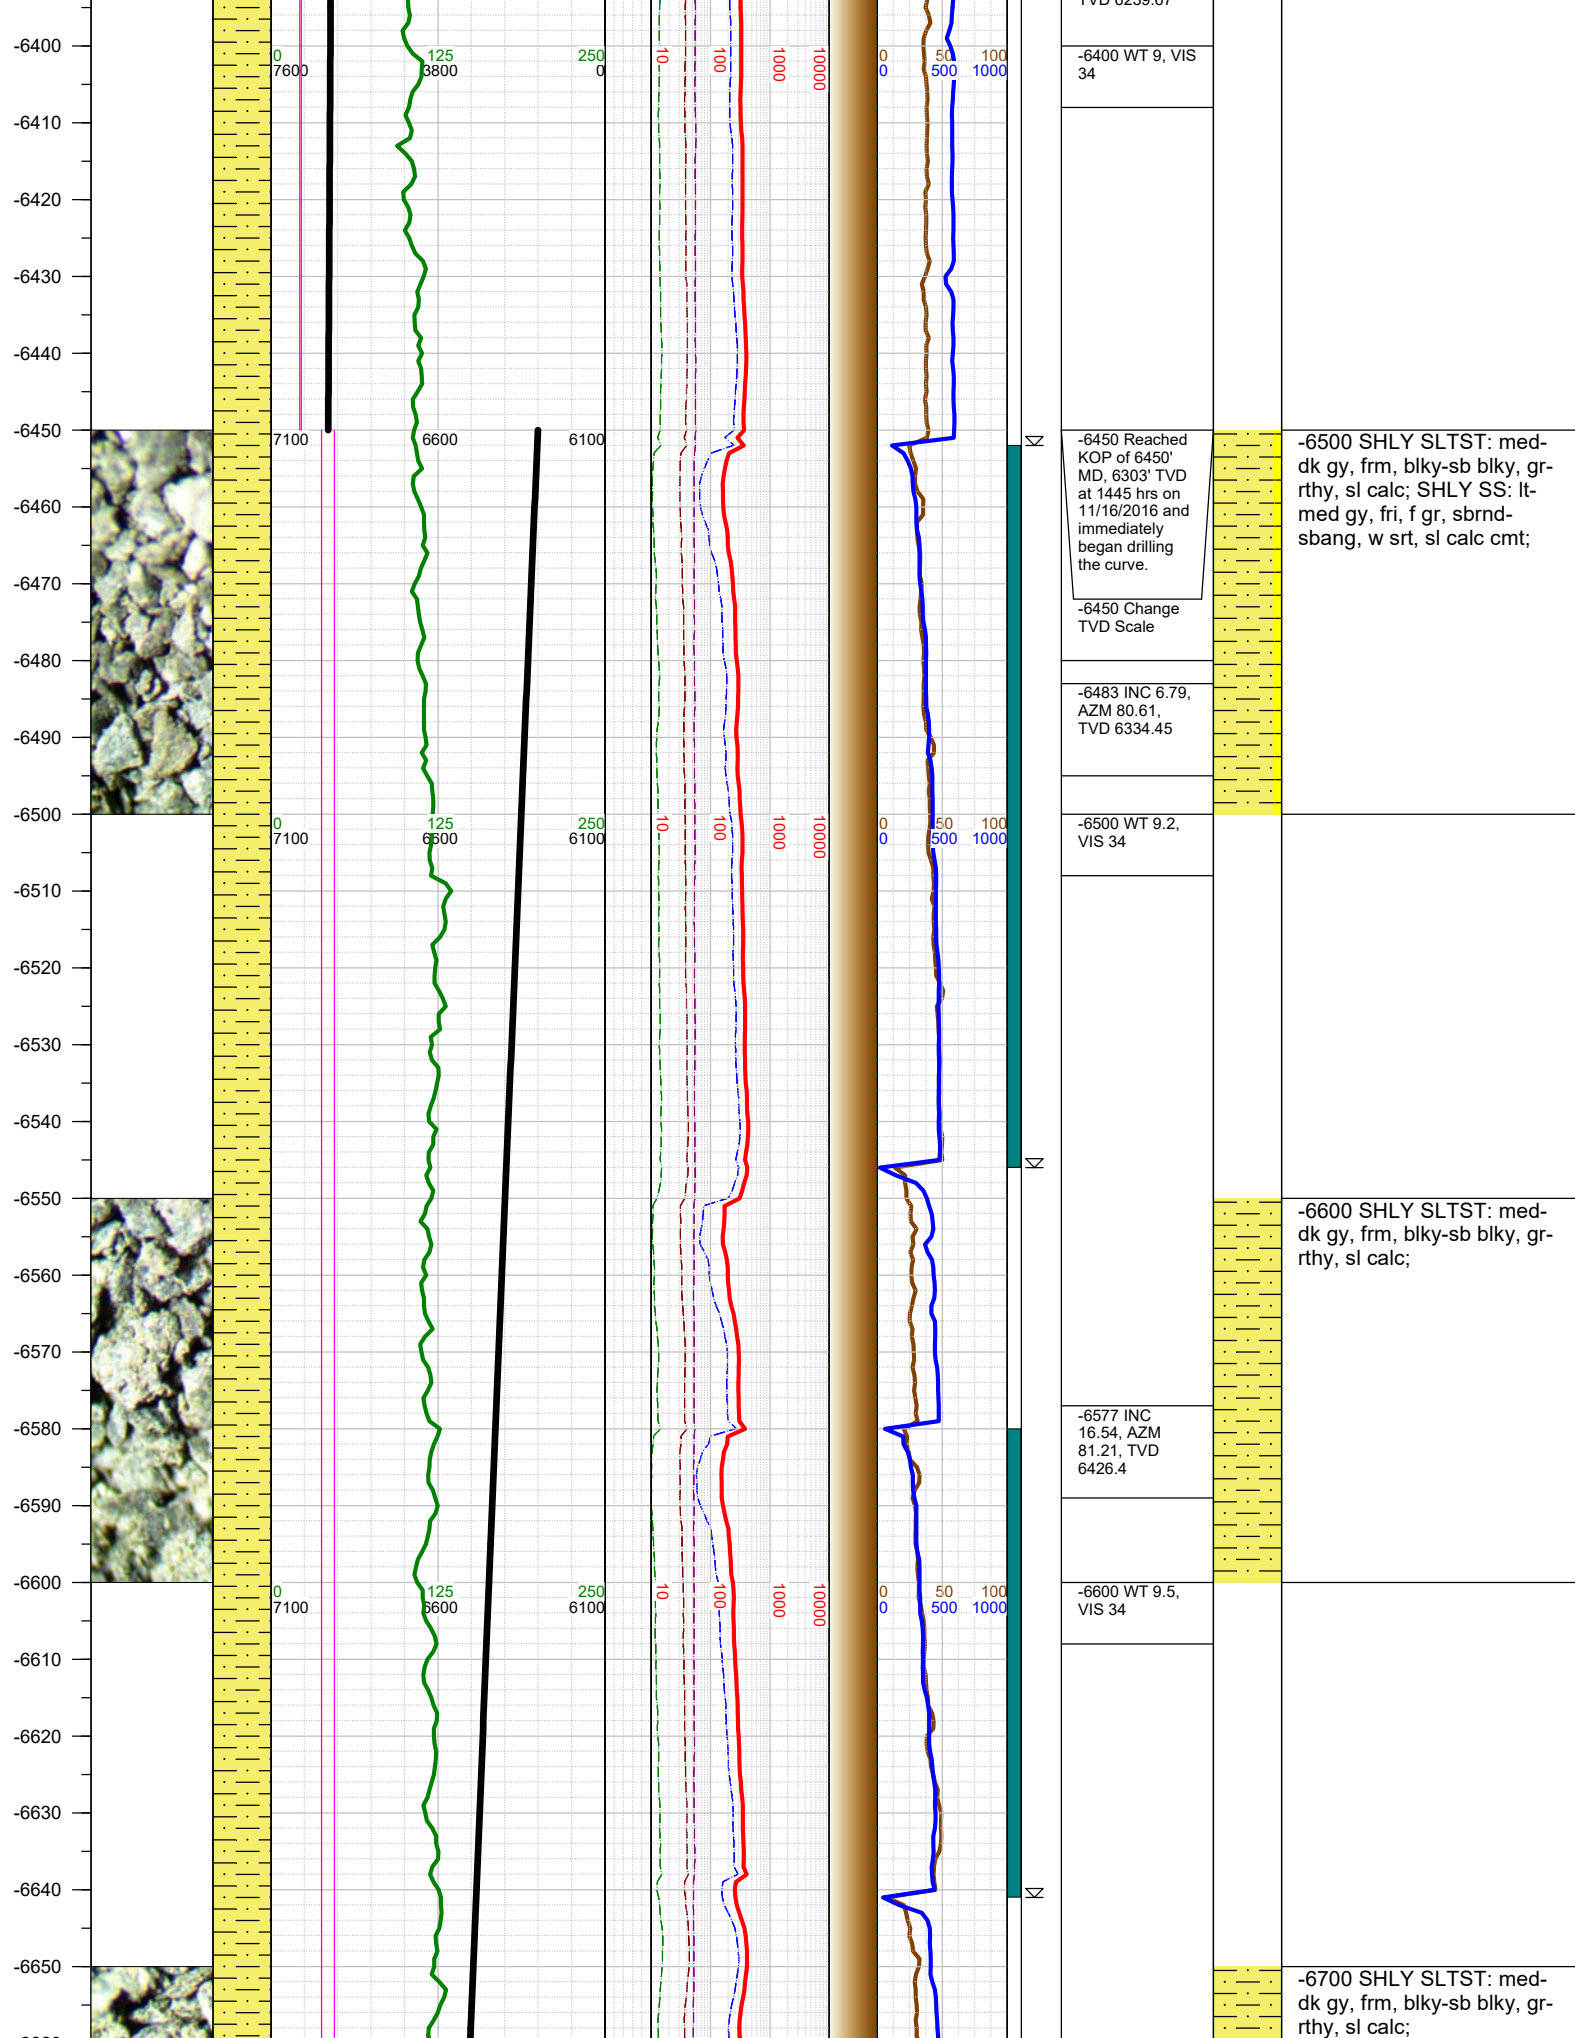 TVD 6239.67
-6400
0 125 250
7600 3800 0
10 100 1000 10000
0 50 100
0 500 1000
-6400 WT 9, VIS
34
-6410
-6420
-6430
-6440
-6450
7100 6600 6100
-6450 Reached
KOP of 6450'
MD, 6303' TVD
at 1445 hrs on
11/16/2016 and
immediately
began drilling
the curve.
-6500 SHLY SLTST: med-
dk gy, frm, blky-sb blky, gr-
rthy, sl calc; SHLY SS: lt-
med gy, fri, f gr, sbrnd-
sbang, w srt, sl calc cmt;
-6460
-6470
-6450 Change
TVD Scale
-6480
-6483 INC 6.79,
AZM 80.61,
TVD 6334.45
-6490
-6500
0 125 250
7100 6600 6100
10 100 1000 10000
0 50 100
0 500 1000
-6500 WT 9.2,
VIS 34
-6510
-6520
-6530
-6540
-6550
-6600 SHLY SLTST: med-
dk gy, frm, blky-sb blky, gr-
rthy, sl calc;
-6560
-6570
-6580
-6577 INC
16.54, AZM
81.21, TVD
6426.4
-6590
-6600
0 125 250
7100 6600 6100
10 100 1000 10000
0 50 100
0 500 1000
-6600 WT 9.5,
VIS 34
-6610
-6620
-6630
-6640
-6650
-6700 SHLY SLTST: med-
dk gy, frm, blky-sb blky, gr-
rthy, sl calc;